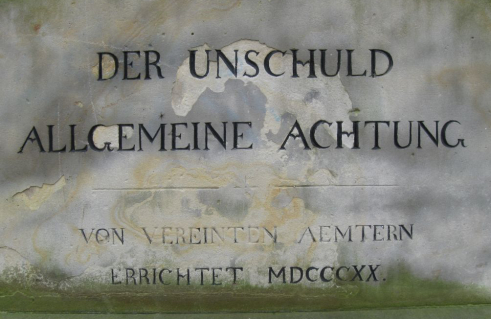 DER UNSCHULD
ALLGEMEINE ACHTUNG
VON VEREINTEN AEMTERN
ERRICHTET MDCCCXX.